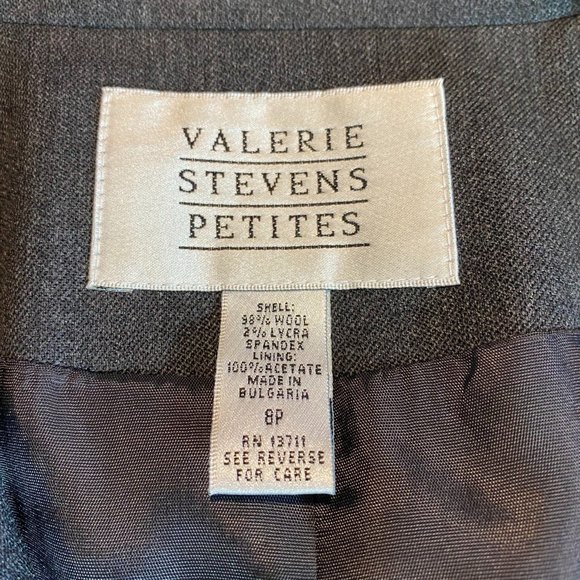 VALERIE
STEVENS
PETITES
SHELL:
98% WOOL
2% LYCRA
SPANDEX
LINING:
100% ACETATE
MADE IN
BULGARIA
8P
RN 13711
SEE REVERSE
FOR CARE